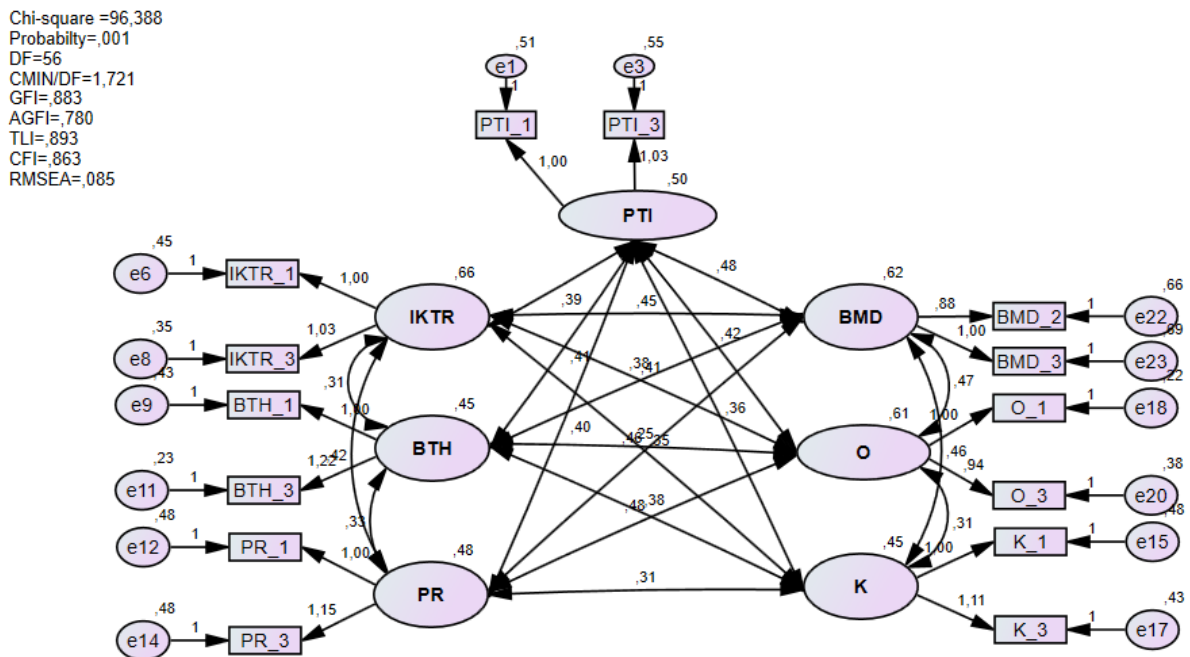 Chi-square =96,388
Probabilty=,001
DF=56
CMIN/DF=1,721
GFI=,883
AGFI=,780
TLI=,893
CFI=,863
RMSEA=,085
,51
,55
e1
e3
1
1
PTI_1
PTI_3
1,00
1,03
,50
PTI
,45
e6
1
IKTR_1
1,00
,66
IKTR
,35
e8
1
IKTR_3
1,03
,43
e9
1
BTH_1
1,00
,45
BTH
,23
e11
1
BTH_3
1,22
,48
e12
1
PR_1
1,00
,48
PR
,48
e14
1
PR_3
1,15
,31
,42
,33
,39
,48
,45
,42
,41
,38
,41
,36
,40
,46
,25
,35
,48
,38
,31
,62
BMD
,88
BMD_2
1
,66
e22
1,00
BMD_3
1
e23
,47
,61
O
1,00
O_1
1
,22
e18
,46
,94
O_3
1
,38
e20
,31
,45
K
1,00
K_1
1
,48
e15
1,11
K_3
1
,43
e17